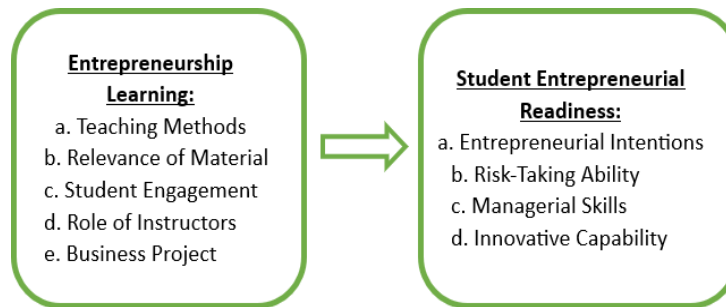 Entrepreneurship
Learning:
a. Teaching Methods
b. Relevance of Material
c. Student Engagement
d. Role of Instructors
e. Business Project
Student Entrepreneurial
Readiness:
a. Entrepreneurial Intentions
b. Risk-Taking Ability
c. Managerial Skills
d. Innovative Capability